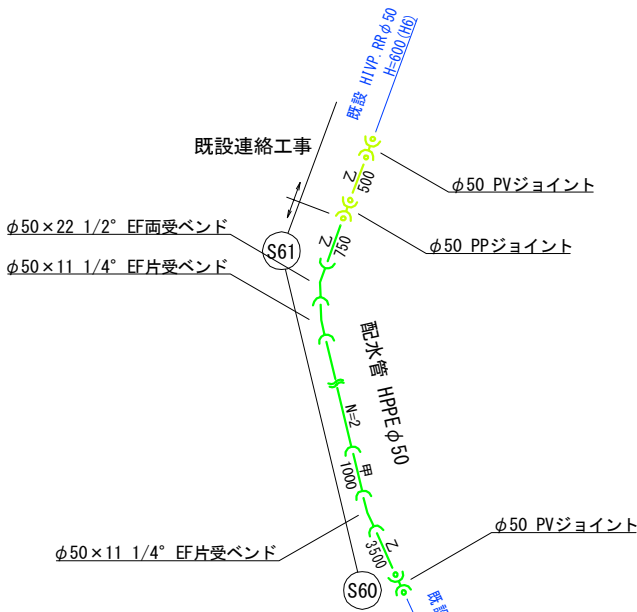 既設 HIVP.RRφ50
H=600(H6)
既設連絡工事
乙
500
φ50 PVジョイント
φ50×22 1/2° EF両受ベンド
乙
750
φ50 PPジョイント
S61
φ50×11 1/4° EF片受ベンド
配水管 HPPEφ50
N=2
甲
1000
φ50×11 1/4° EF片受ベンド
乙
3500
φ50 PVジョイント
S60
既設